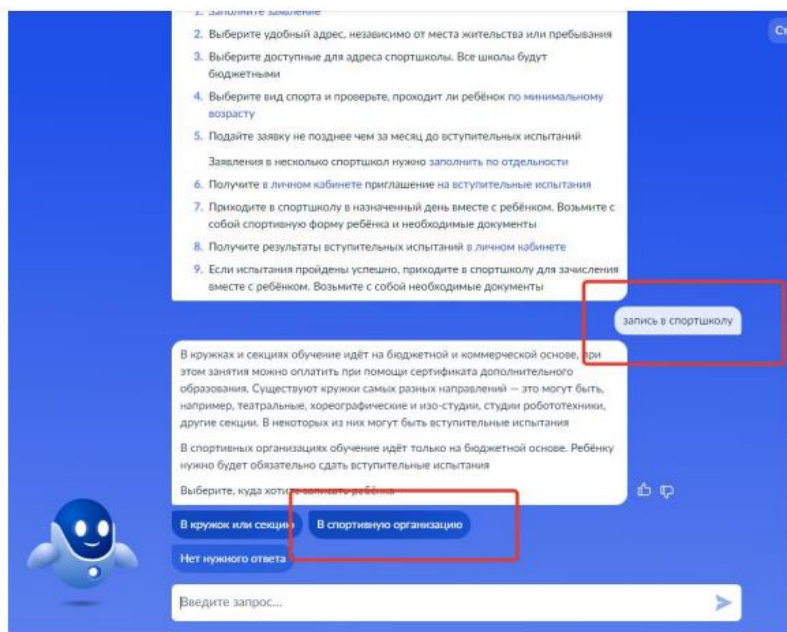 1. Заполните заявление
Ст
2. Выберите удобный адрес, независимо от места жительства или пребывания
3. Выберите доступные для адреса спортшколы. Все школы будут
бюджетными
4. Выберите вид спорта и проверьте, проходит ли ребёнок по минимальному
возрасту
5. Подайте заявку не позднее чем за месяц до вступительных испытаний
Заявления в несколько спортшкол нужно заполнить по отдельности
6. Получите в личном кабинете приглашение на вступительные испытания
7. Приходите в спортшколу в назначенный день вместе с ребёнком. Возьмите с
собой спортивную форму ребёнка и необходимые документы
8. Получите результаты вступительных испытаний в личном кабинете
9. Если испытания пройдены успешно, приходите в спортшколу для зачисления
вместе с ребёнком. Возьмите с собой необходимые документы
запись в спортшколу
В кружках и секциях обучение идёт на бюджетной и коммерческой основе, при
этом занятия можно оплатить при помощи сертификата дополнительного
образования. Существуют кружки самых разных направлений — это могут быть,
например, театральные, хореографические и изо-студии, студии робототехники,
другие секции. В некоторых из них могут быть вступительные испытания
В спортивных организациях обучение идёт только на бюджетной основе. Ребёнку
нужно будет обязательно сдать вступительные испытания
Выберите, куда хотите записать ребёнка
В кружок или секцию
В спортивную организацию
Нет нужного ответа
Введите запрос...